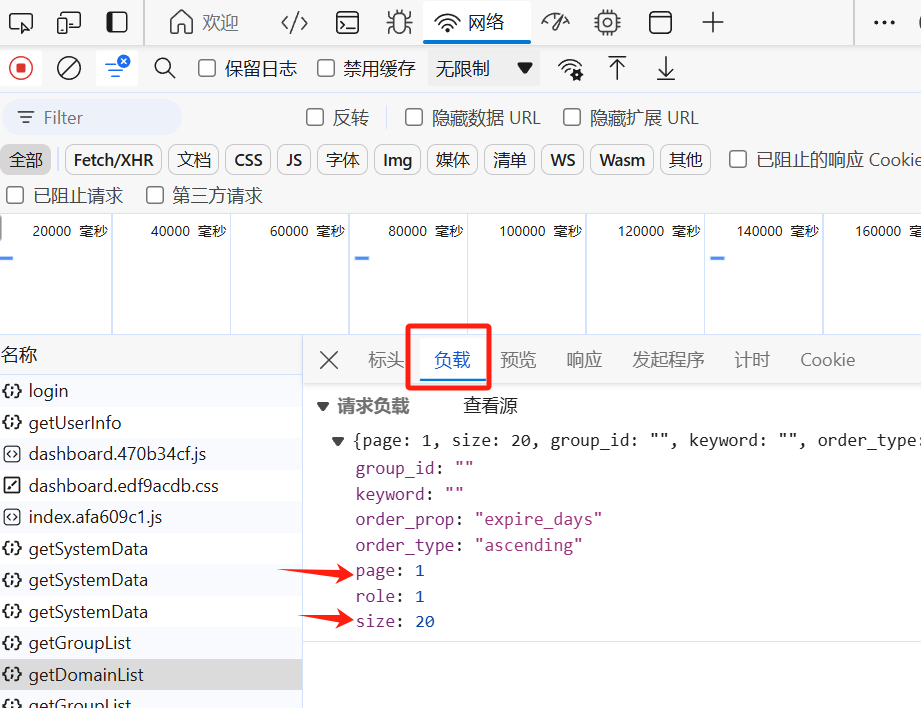 欢迎 网络
保留日志 禁用缓存 无限制
Filter 反转 隐藏数据 URL 隐藏扩展 URL
全部 Fetch/XHR 文档 CSS JS 字体 Img 媒体 清单 WS Wasm 其他 已阻止的响应 Cookie
已阻止请求 第三方请求
20000 毫秒 40000 毫秒 60000 毫秒 80000 毫秒 100000 毫秒 120000 毫秒 140000 毫秒 160000 毫
名称
标头 负载 预览 响应 发起程序 计时 Cookie
login
getUserInfo
dashboard.470b34cf.js
dashboard.edf9acdb.css
index.afa609c1.js
getSystemData
getSystemData
getSystemData
getGroupList
getDomainList
getGroupList
请求负载 查看源
{page: 1, size: 20, group_id: "", keyword: "", order_type:
group_id: ""
keyword: ""
order_prop: "expire_days"
order_type: "ascending"
page: 1
role: 1
size: 20